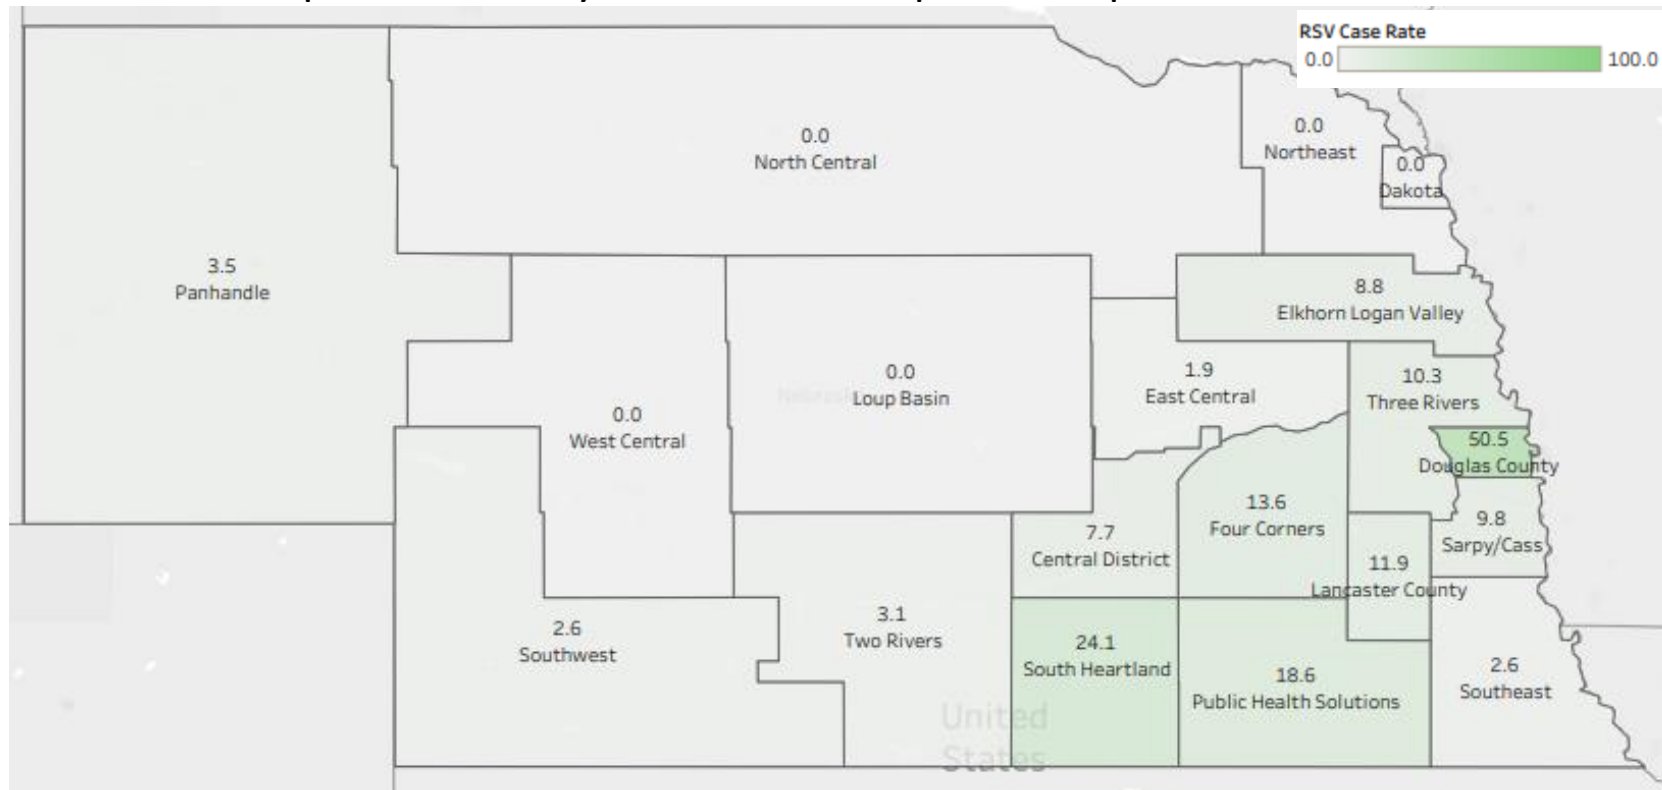 RSV Case Rate
0.0
100.0
0.0
North Central
0.0
Northeast
0.0
Dakota
3.5
Panhandle
8.8
Elkhorn Logan Valley
0.0
Loup Basin
1.9
East Central
10.3
Three Rivers
0.0
West Central
50.5
Douglas County
13.6
Four Corners
9.8
Sarpy/Cass
7.7
Central District
11.9
Lancaster County
2.6
Southwest
3.1
Two Rivers
24.1
South Heartland
18.6
Public Health Solutions
2.6
Southeast
United
States